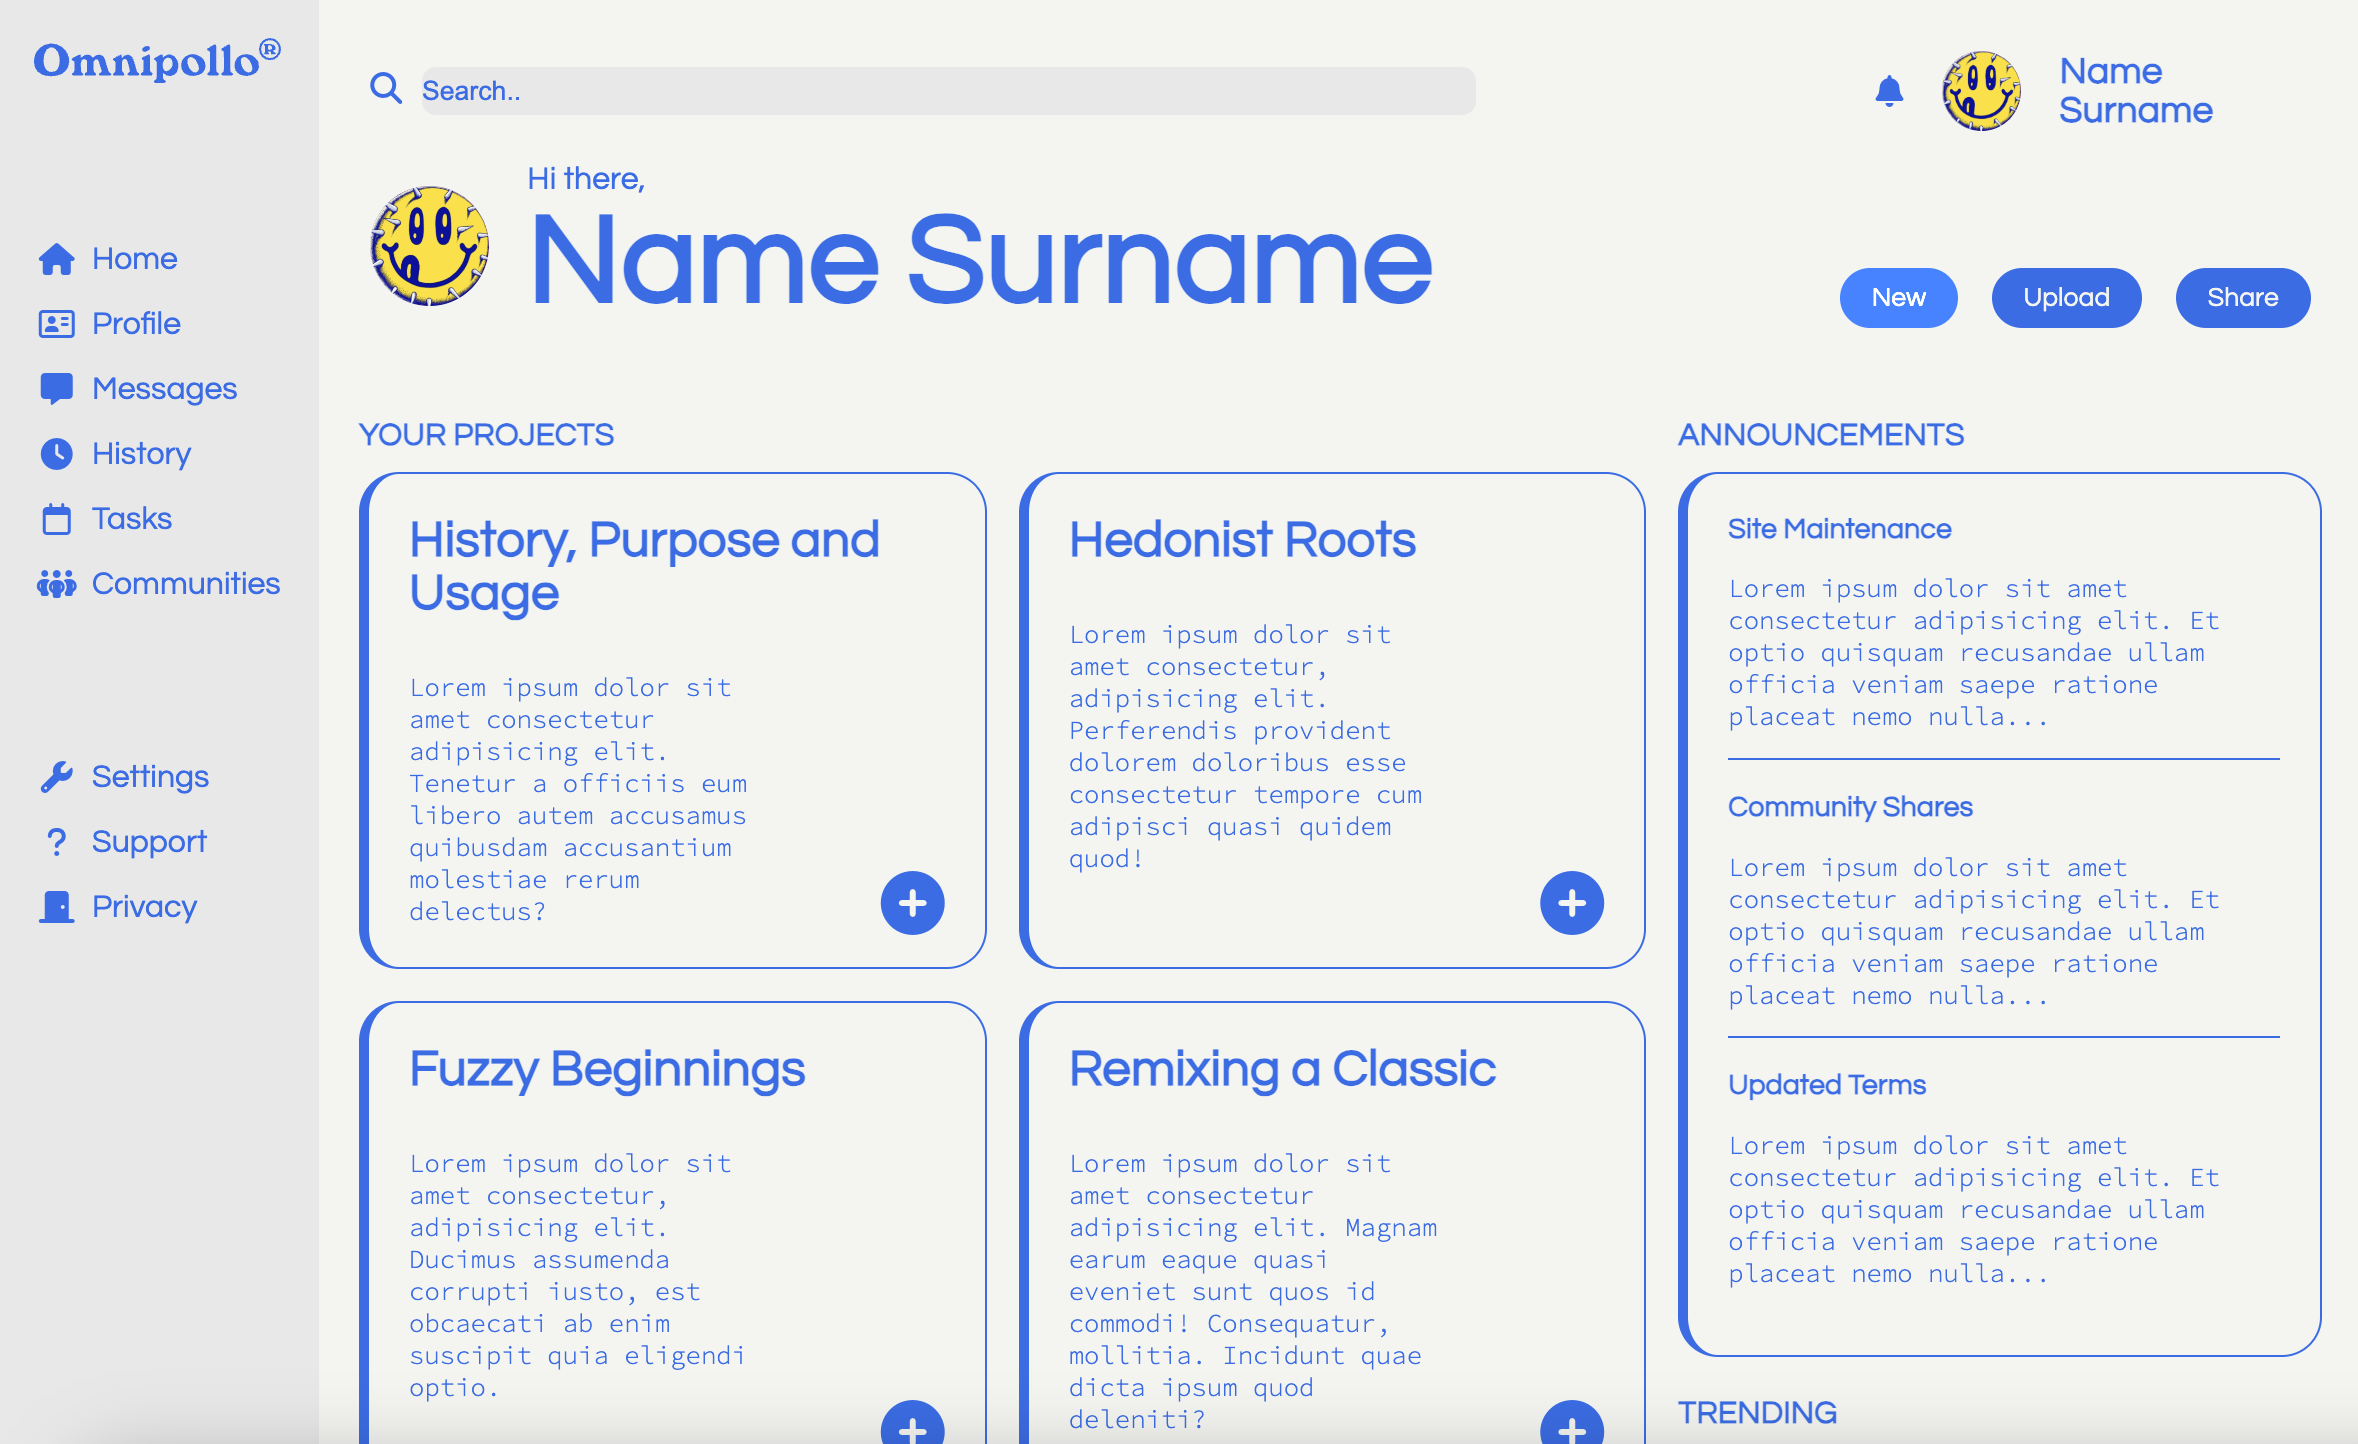 Omnipollo®
Home
Profile
Messages
History
Tasks
Communities
Settings
Support
Privacy
Search..
Name
Surname
Hi there,
Name Surname
New
Upload
Share
YOUR PROJECTS
History, Purpose and
Usage
Lorem ipsum dolor sit
amet consectetur
adipisicing elit.
Tenetur a officiis eum
libero autem accusamus
quibusdam accusantium
molestiae rerum
delectus?
Hedonist Roots
Lorem ipsum dolor sit
amet consectetur,
adipisicing elit.
Perferendis provident
dolorem doloribus esse
consectetur tempore cum
adipisci quasi quidem
quod!
Fuzzy Beginnings
Lorem ipsum dolor sit
amet consectetur,
adipisicing elit.
Ducimus assumenda
corrupti iusto, est
obcaecati ab enim
suscipit quia eligendi
optio.
Remixing a Classic
Lorem ipsum dolor sit
amet consectetur
adipisicing elit. Magnam
earum eaque quasi
eveniet sunt quos id
commodi! Consequatur,
mollitia. Incidunt quae
dicta ipsum quod
deleniti?
ANNOUNCEMENTS
Site Maintenance
Lorem ipsum dolor sit amet
consectetur adipisicing elit. Et
optio quisquam recusandae ullam
officia veniam saepe ratione
placeat nemo nulla...
Community Shares
Lorem ipsum dolor sit amet
consectetur adipisicing elit. Et
optio quisquam recusandae ullam
officia veniam saepe ratione
placeat nemo nulla...
Updated Terms
Lorem ipsum dolor sit amet
consectetur adipisicing elit. Et
optio quisquam recusandae ullam
officia veniam saepe ratione
placeat nemo nulla...
TRENDING